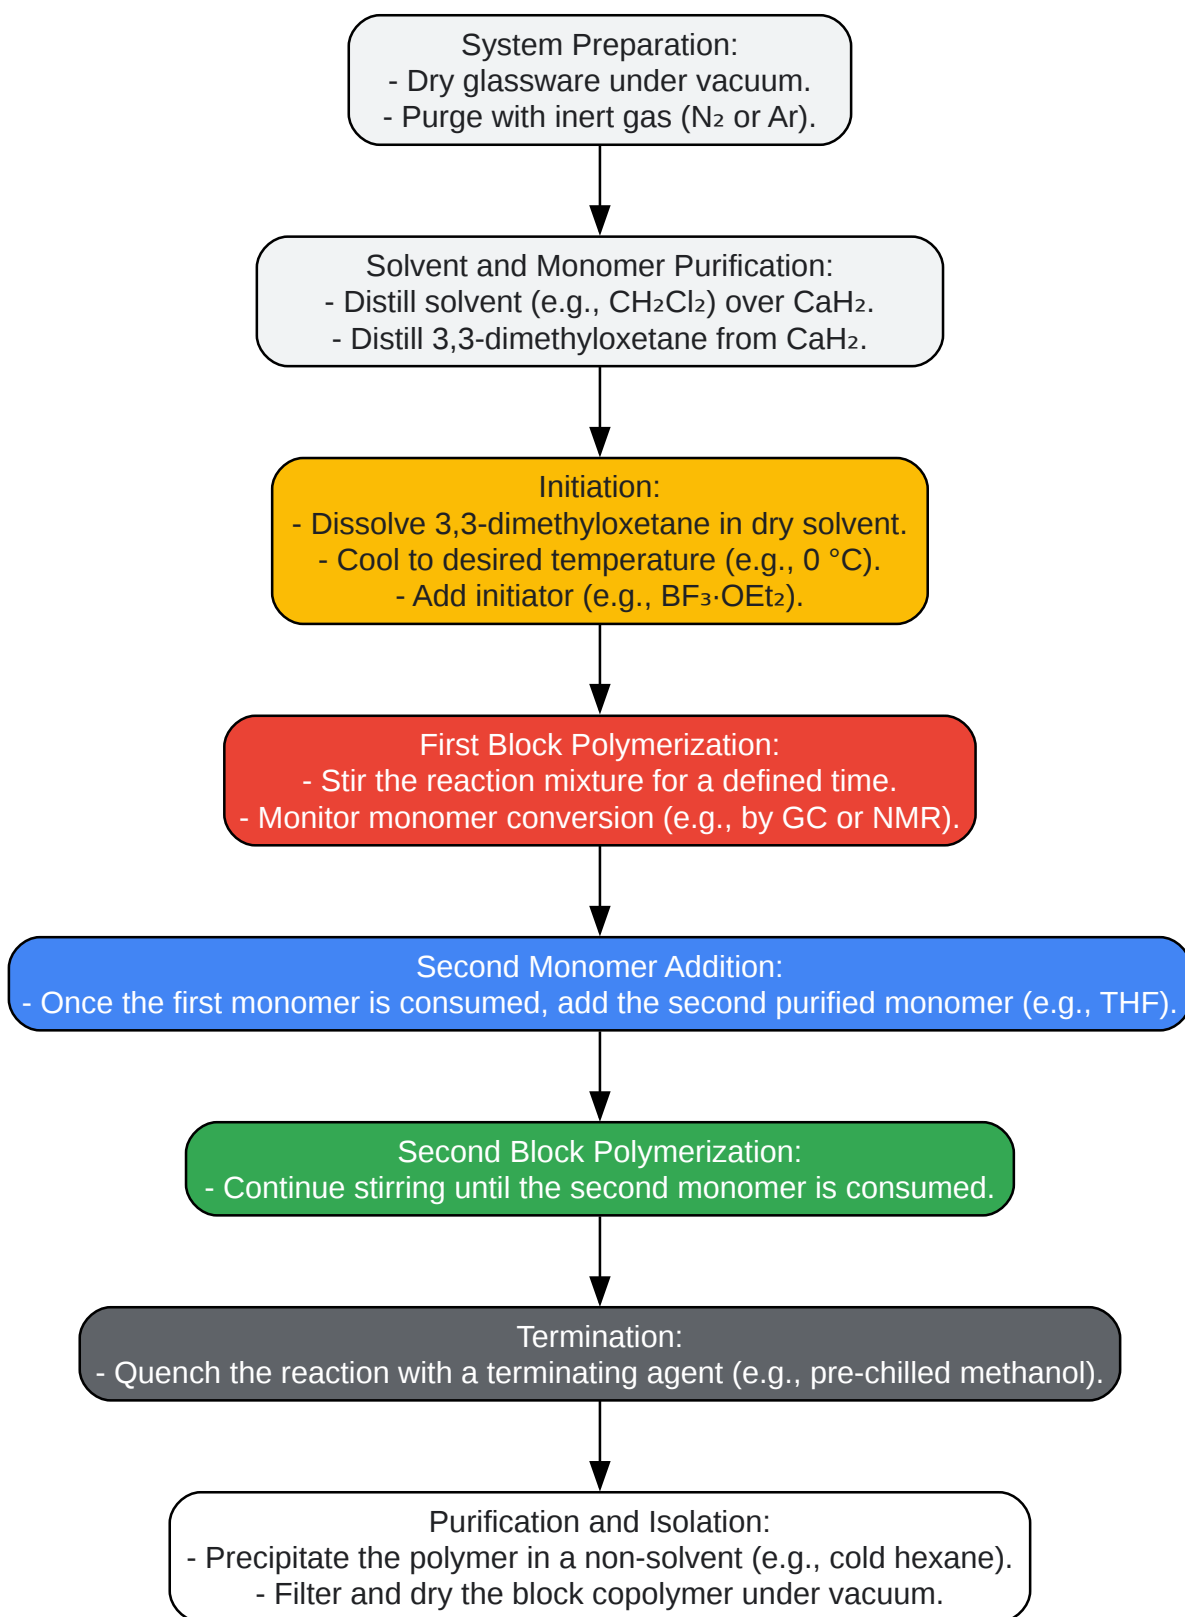 System Preparation:
- Dry glassware under vacuum.
- Purge with inert gas (N₂ or Ar).
Solvent and Monomer Purification:
- Distill solvent (e.g., CH₂Cl₂) over CaH₂.
- Distill 3,3-dimethyloxetane from CaH₂.
Initiation:
- Dissolve 3,3-dimethyloxetane in dry solvent.
- Cool to desired temperature (e.g., 0 °C).
- Add initiator (e.g., BF₃·OEt₂).
First Block Polymerization:
- Stir the reaction mixture for a defined time.
- Monitor monomer conversion (e.g., by GC or NMR).
Second Monomer Addition:
- Once the first monomer is consumed, add the second purified monomer (e.g., THF).
Second Block Polymerization:
- Continue stirring until the second monomer is consumed.
Termination:
- Quench the reaction with a terminating agent (e.g., pre-chilled methanol).
Purification and Isolation:
- Precipitate the polymer in a non-solvent (e.g., cold hexane).
- Filter and dry the block copolymer under vacuum.